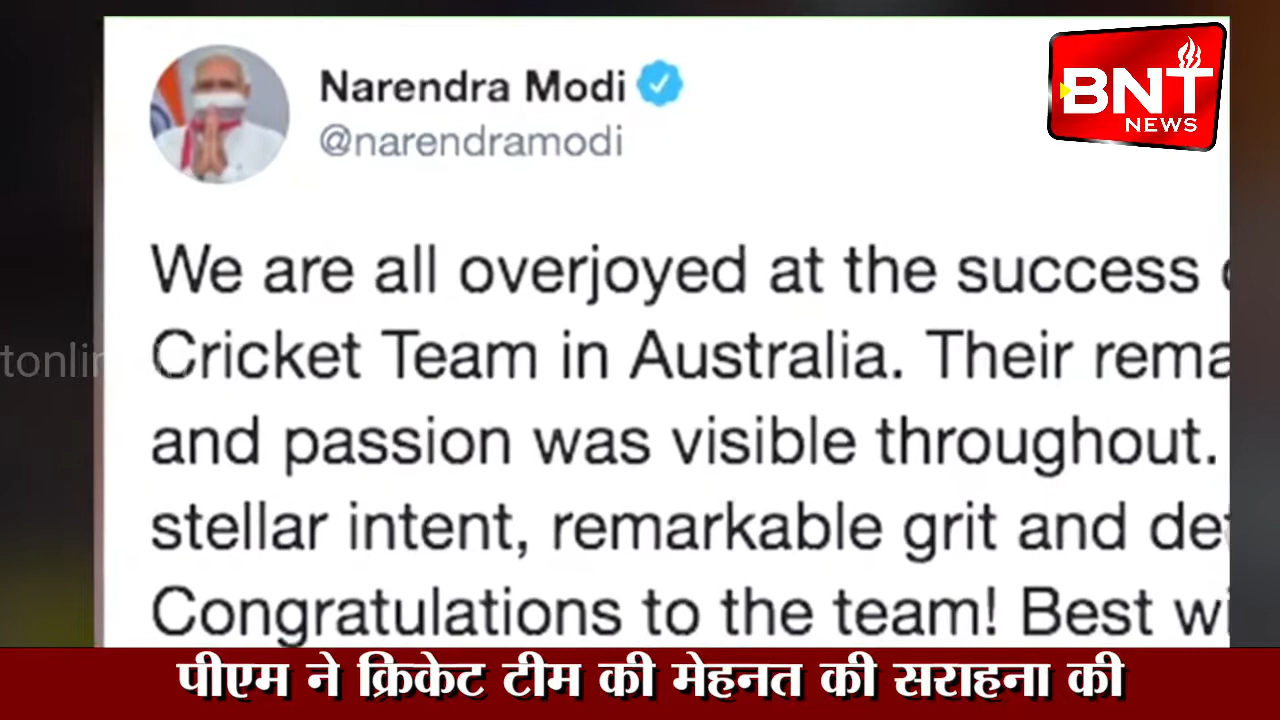 Narendra Modi
@narendramodi
BNT
NEWS
We are all overjoyed at the success
Cricket Team in Australia. Their rema
and passion was visible throughout.
stellar intent, remarkable grit and de
Congratulations to the team! Best wi
tonlin
पीएम ने क्रिकेट टीम की मेहनत की सराहना की